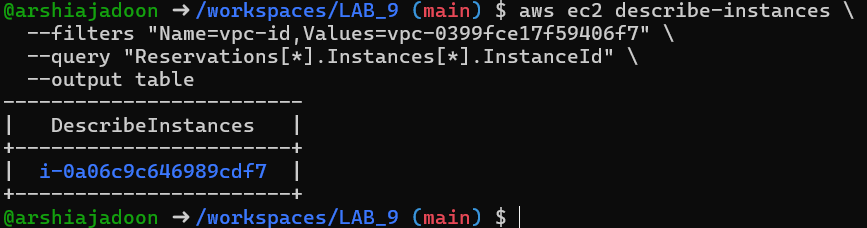 @arshiajadoon ➜ /workspaces/LAB_9 (main) $ aws ec2 describe-instances \
  --filters "Name=vpc-id,Values=vpc-0399fce17f59406f7" \
  --query "Reservations[*].Instances[*].InstanceId" \
  --output table
-------------------------
|   DescribeInstances   |
+-----------------------+
|  i-0a06c9c646989cdf7  |
+-----------------------+
@arshiajadoon ➜ /workspaces/LAB_9 (main) $